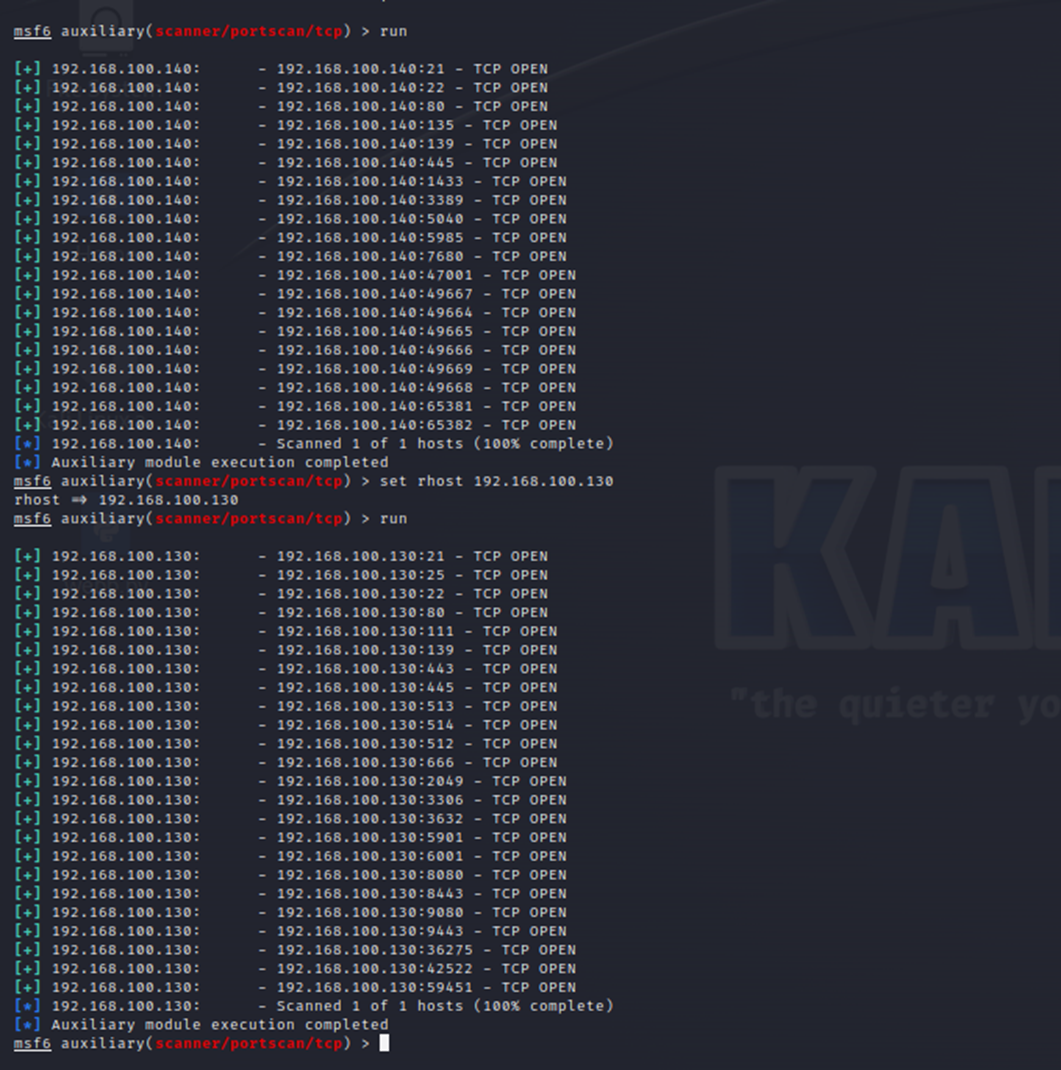 msf6 auxiliary(scanner/portscan/tcp) > run
[+] 192.168.100.140: - 192.168.100.140:21 - TCP OPEN
[+] 192.168.100.140: - 192.168.100.140:22 - TCP OPEN
[+] 192.168.100.140: - 192.168.100.140:80 - TCP OPEN
[+] 192.168.100.140: - 192.168.100.140:135 - TCP OPEN
[+] 192.168.100.140: - 192.168.100.140:139 - TCP OPEN
[+] 192.168.100.140: - 192.168.100.140:445 - TCP OPEN
[+] 192.168.100.140: - 192.168.100.140:1433 - TCP OPEN
[+] 192.168.100.140: - 192.168.100.140:3389 - TCP OPEN
[+] 192.168.100.140: - 192.168.100.140:5040 - TCP OPEN
[+] 192.168.100.140: - 192.168.100.140:5985 - TCP OPEN
[+] 192.168.100.140: - 192.168.100.140:7680 - TCP OPEN
[+] 192.168.100.140: - 192.168.100.140:47001 - TCP OPEN
[+] 192.168.100.140: - 192.168.100.140:49667 - TCP OPEN
[+] 192.168.100.140: - 192.168.100.140:49664 - TCP OPEN
[+] 192.168.100.140: - 192.168.100.140:49665 - TCP OPEN
[+] 192.168.100.140: - 192.168.100.140:49666 - TCP OPEN
[+] 192.168.100.140: - 192.168.100.140:49669 - TCP OPEN
[+] 192.168.100.140: - 192.168.100.140:49668 - TCP OPEN
[+] 192.168.100.140: - 192.168.100.140:65381 - TCP OPEN
[+] 192.168.100.140: - 192.168.100.140:65382 - TCP OPEN
[*] 192.168.100.140: - Scanned 1 of 1 hosts (100% complete)
[*] Auxiliary module execution completed
msf6 auxiliary(scanner/portscan/tcp) > set rhost 192.168.100.130
rhost => 192.168.100.130
msf6 auxiliary(scanner/portscan/tcp) > run
[+] 192.168.100.130: - 192.168.100.130:21 - TCP OPEN
[+] 192.168.100.130: - 192.168.100.130:25 - TCP OPEN
[+] 192.168.100.130: - 192.168.100.130:22 - TCP OPEN
[+] 192.168.100.130: - 192.168.100.130:80 - TCP OPEN
[+] 192.168.100.130: - 192.168.100.130:111 - TCP OPEN
[+] 192.168.100.130: - 192.168.100.130:139 - TCP OPEN
[+] 192.168.100.130: - 192.168.100.130:443 - TCP OPEN
[+] 192.168.100.130: - 192.168.100.130:445 - TCP OPEN
[+] 192.168.100.130: - 192.168.100.130:513 - TCP OPEN
[+] 192.168.100.130: - 192.168.100.130:514 - TCP OPEN
[+] 192.168.100.130: - 192.168.100.130:512 - TCP OPEN
[+] 192.168.100.130: - 192.168.100.130:666 - TCP OPEN
[+] 192.168.100.130: - 192.168.100.130:2049 - TCP OPEN
[+] 192.168.100.130: - 192.168.100.130:3306 - TCP OPEN
[+] 192.168.100.130: - 192.168.100.130:3632 - TCP OPEN
[+] 192.168.100.130: - 192.168.100.130:5901 - TCP OPEN
[+] 192.168.100.130: - 192.168.100.130:6001 - TCP OPEN
[+] 192.168.100.130: - 192.168.100.130:8080 - TCP OPEN
[+] 192.168.100.130: - 192.168.100.130:8443 - TCP OPEN
[+] 192.168.100.130: - 192.168.100.130:9080 - TCP OPEN
[+] 192.168.100.130: - 192.168.100.130:9443 - TCP OPEN
[+] 192.168.100.130: - 192.168.100.130:36275 - TCP OPEN
[+] 192.168.100.130: - 192.168.100.130:42522 - TCP OPEN
[+] 192.168.100.130: - 192.168.100.130:59451 - TCP OPEN
[*] 192.168.100.130: - Scanned 1 of 1 hosts (100% complete)
[*] Auxiliary module execution completed
msf6 auxiliary(scanner/portscan/tcp) >
KA
"the quieter yo